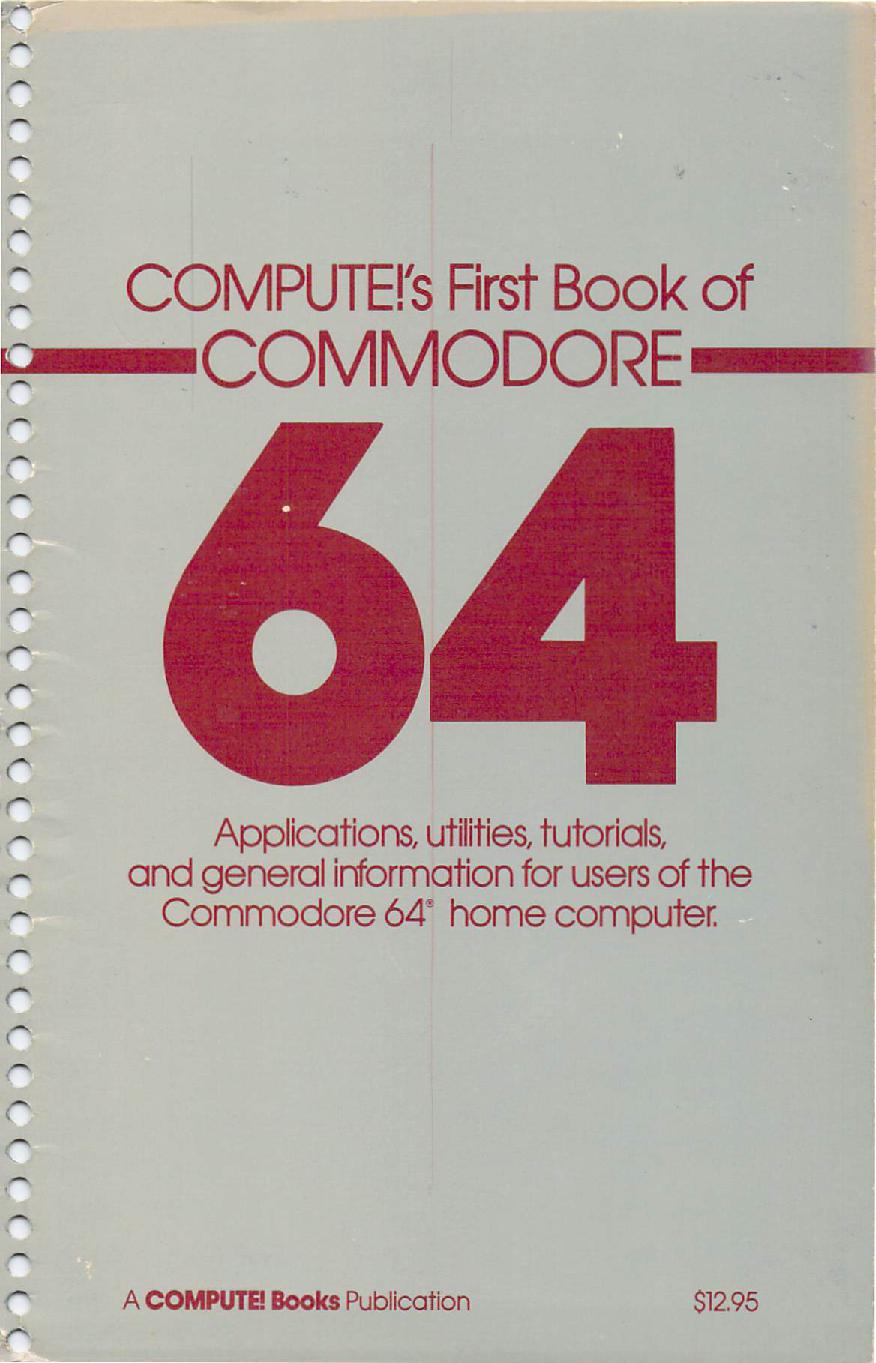 COMPUTE!'s First Book of
COMMODORE
64
Applications, utilities, tutorials,
and general information for users of the
Commodore 64® home computer.
A COMPUTE! Books Publication
$12.95